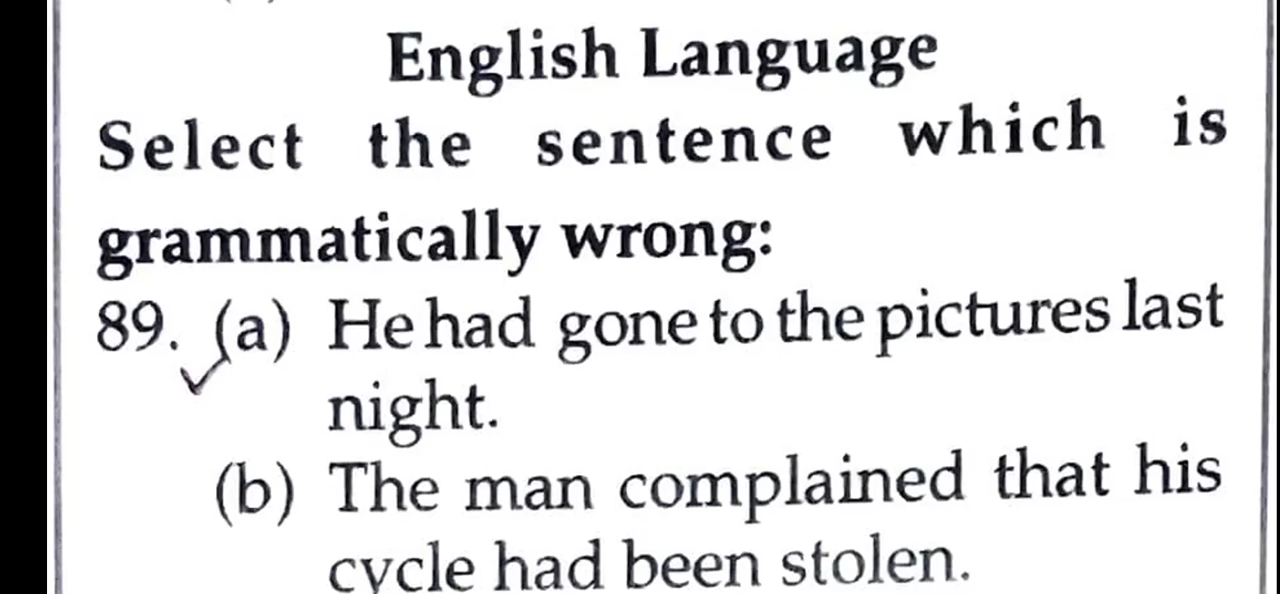 English Language
Select the sentence which is
grammatically wrong:
89. (a) He had gone to the pictures last
night.
(b) The man complained that his
cycle had been stolen.